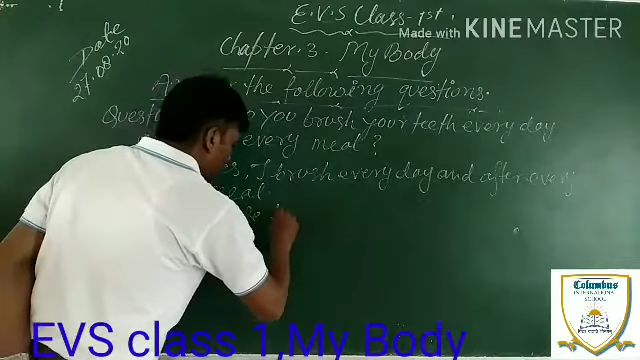 E.V.S Class-1st.
Made with KINEMASTER
Date
27.08.20
Chapter.3. My Body
the following questions.
you brush your teeth every day
every meal?
I brush every day and after every
meal.
Columbus
SCHOOL
EVS class 1,My Body